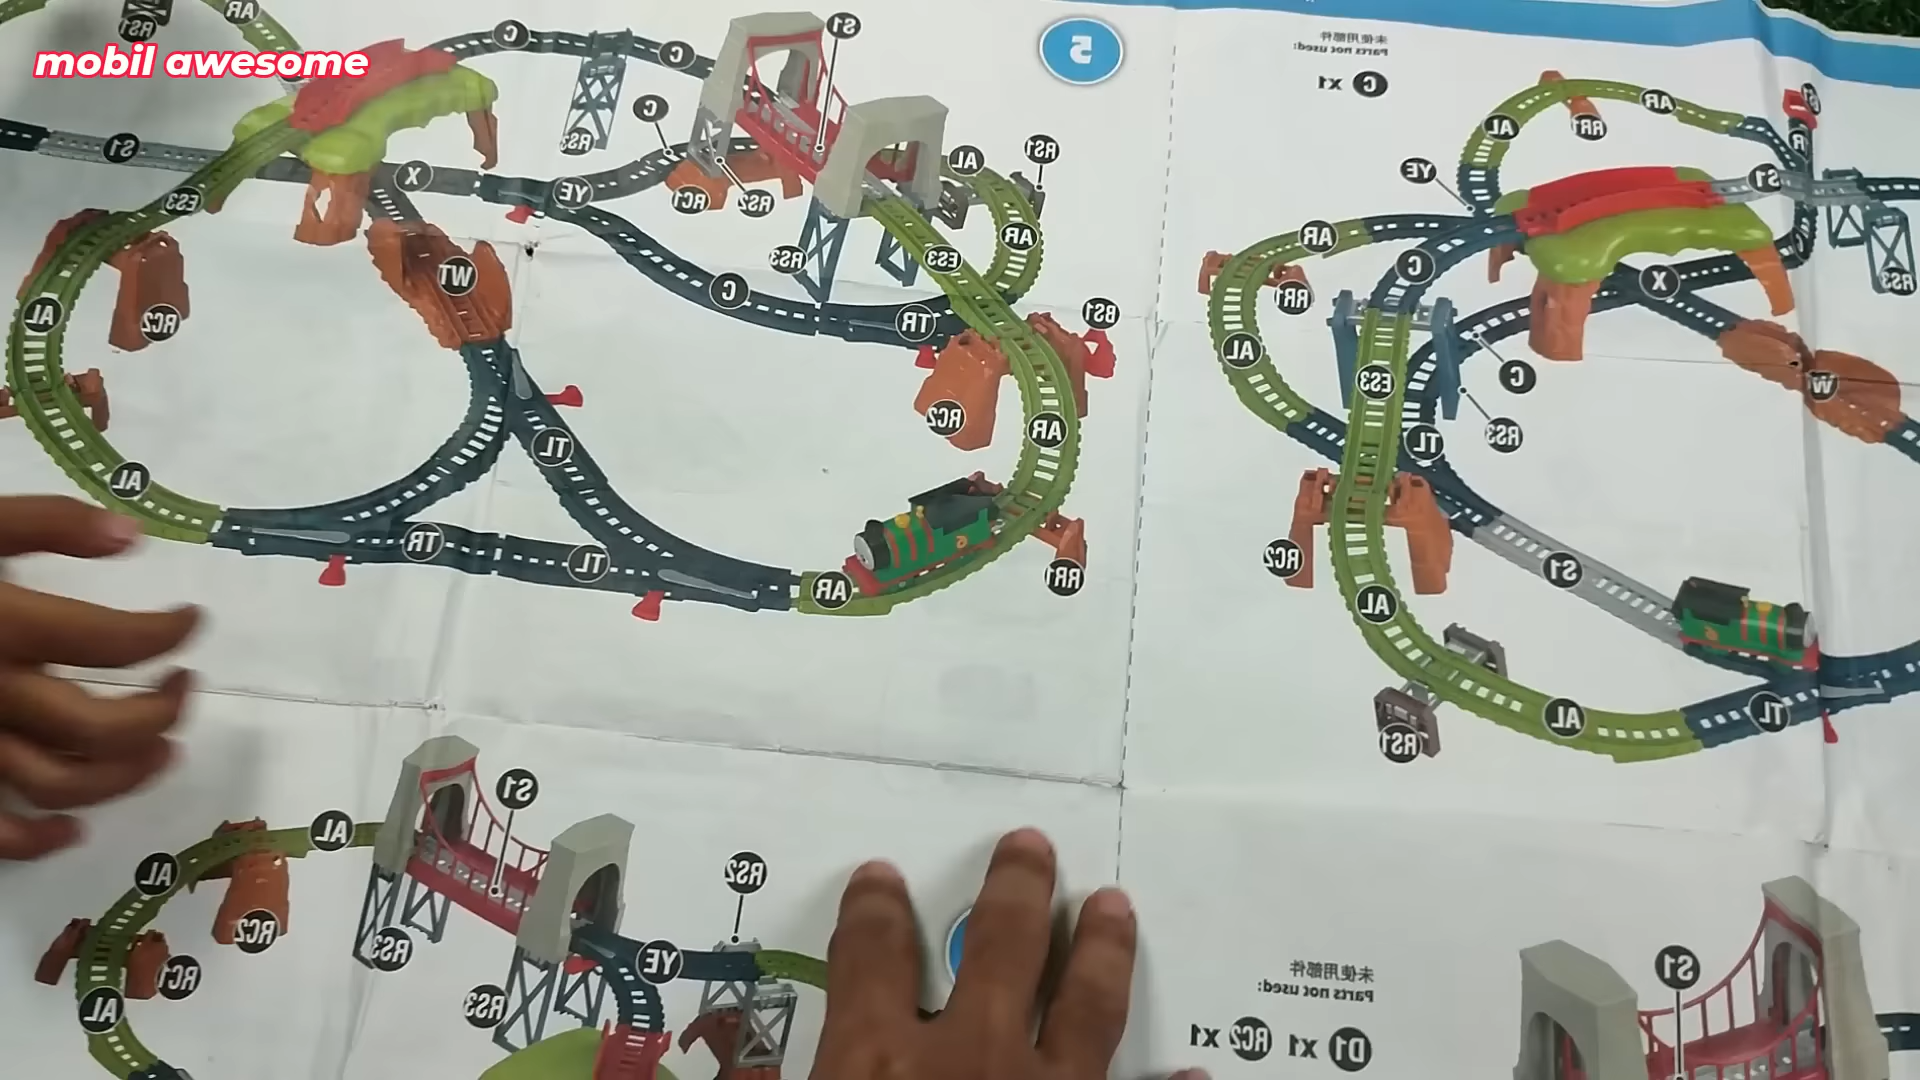 mobil awesome
RS1
AR
C
C
S1
5
未使用部件
Parts not used:
C x1
S1
C
RS3
X
YE
RC1
RS2
AL
RS1
ES3
AR
RS3
ES3
WT
C
TR
BS1
AL
RC2
RC2
AR
TL
AL
TR
TL
AR
RR1
AR
AL
RR1
YE
S1
AR
C
X
C
RS3
RR1
AL
ES3
C
TL
RS3
RC2
S1
AL
AL
TL
RS1
S1
AL
AL
RC2
RS3
RS2
YE
RC1
RS3
AL
未使用部件
Parts not used:
D1 x1 RC2 x1
S1